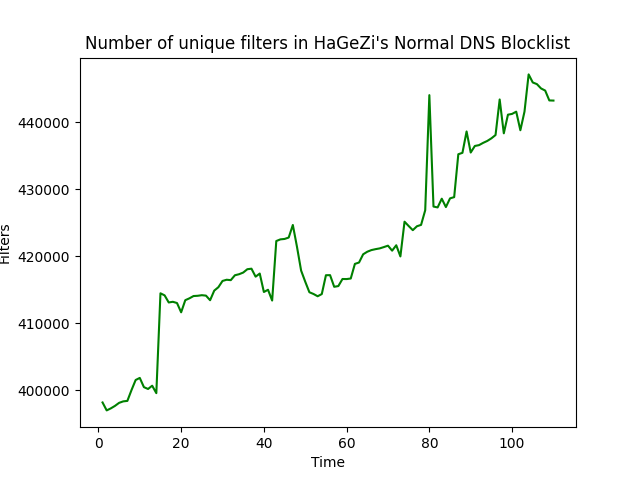 Number of unique filters in HaGeZi's Normal DNS Blocklist
440000
430000
420000
410000
400000
Filters
0 20 40 60 80 100
Time